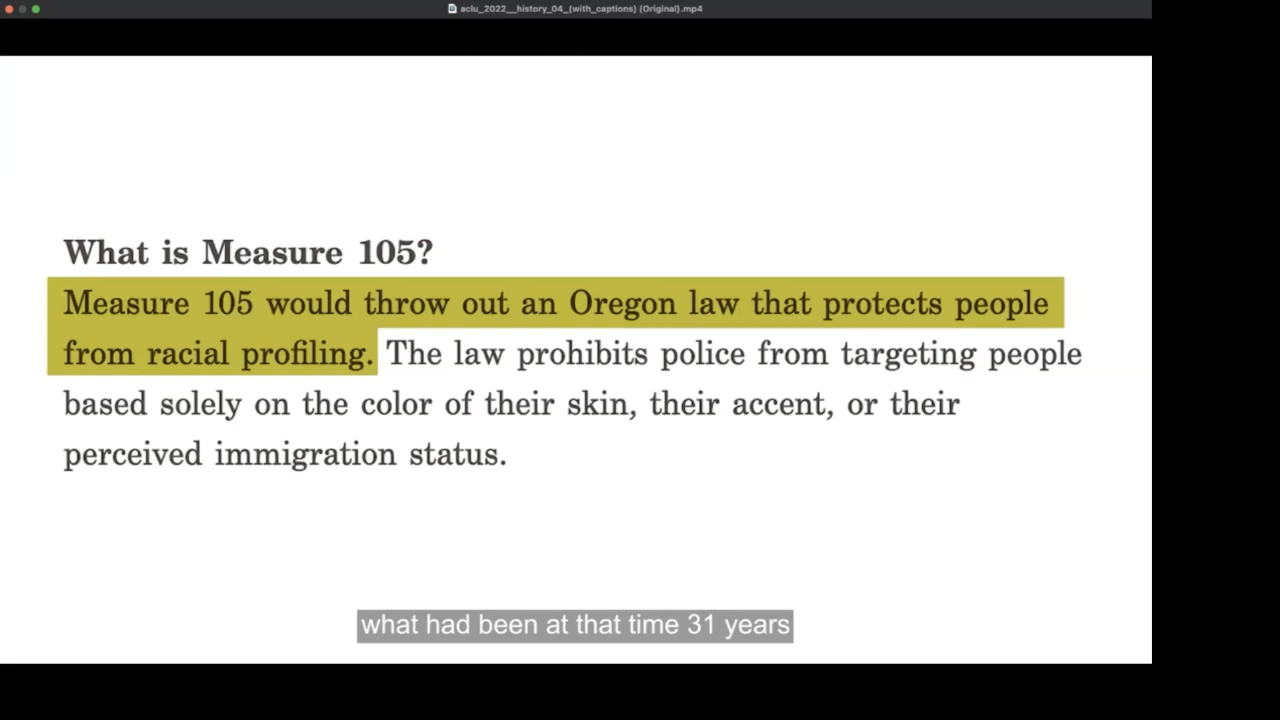 aclu_2022__history_04_(with_captions) (Original).mp4
What is Measure 105?
Measure 105 would throw out an Oregon law that protects people
from racial profiling. The law prohibits police from targeting people
based solely on the color of their skin, their accent, or their
perceived immigration status.
what had been at that time 31 years